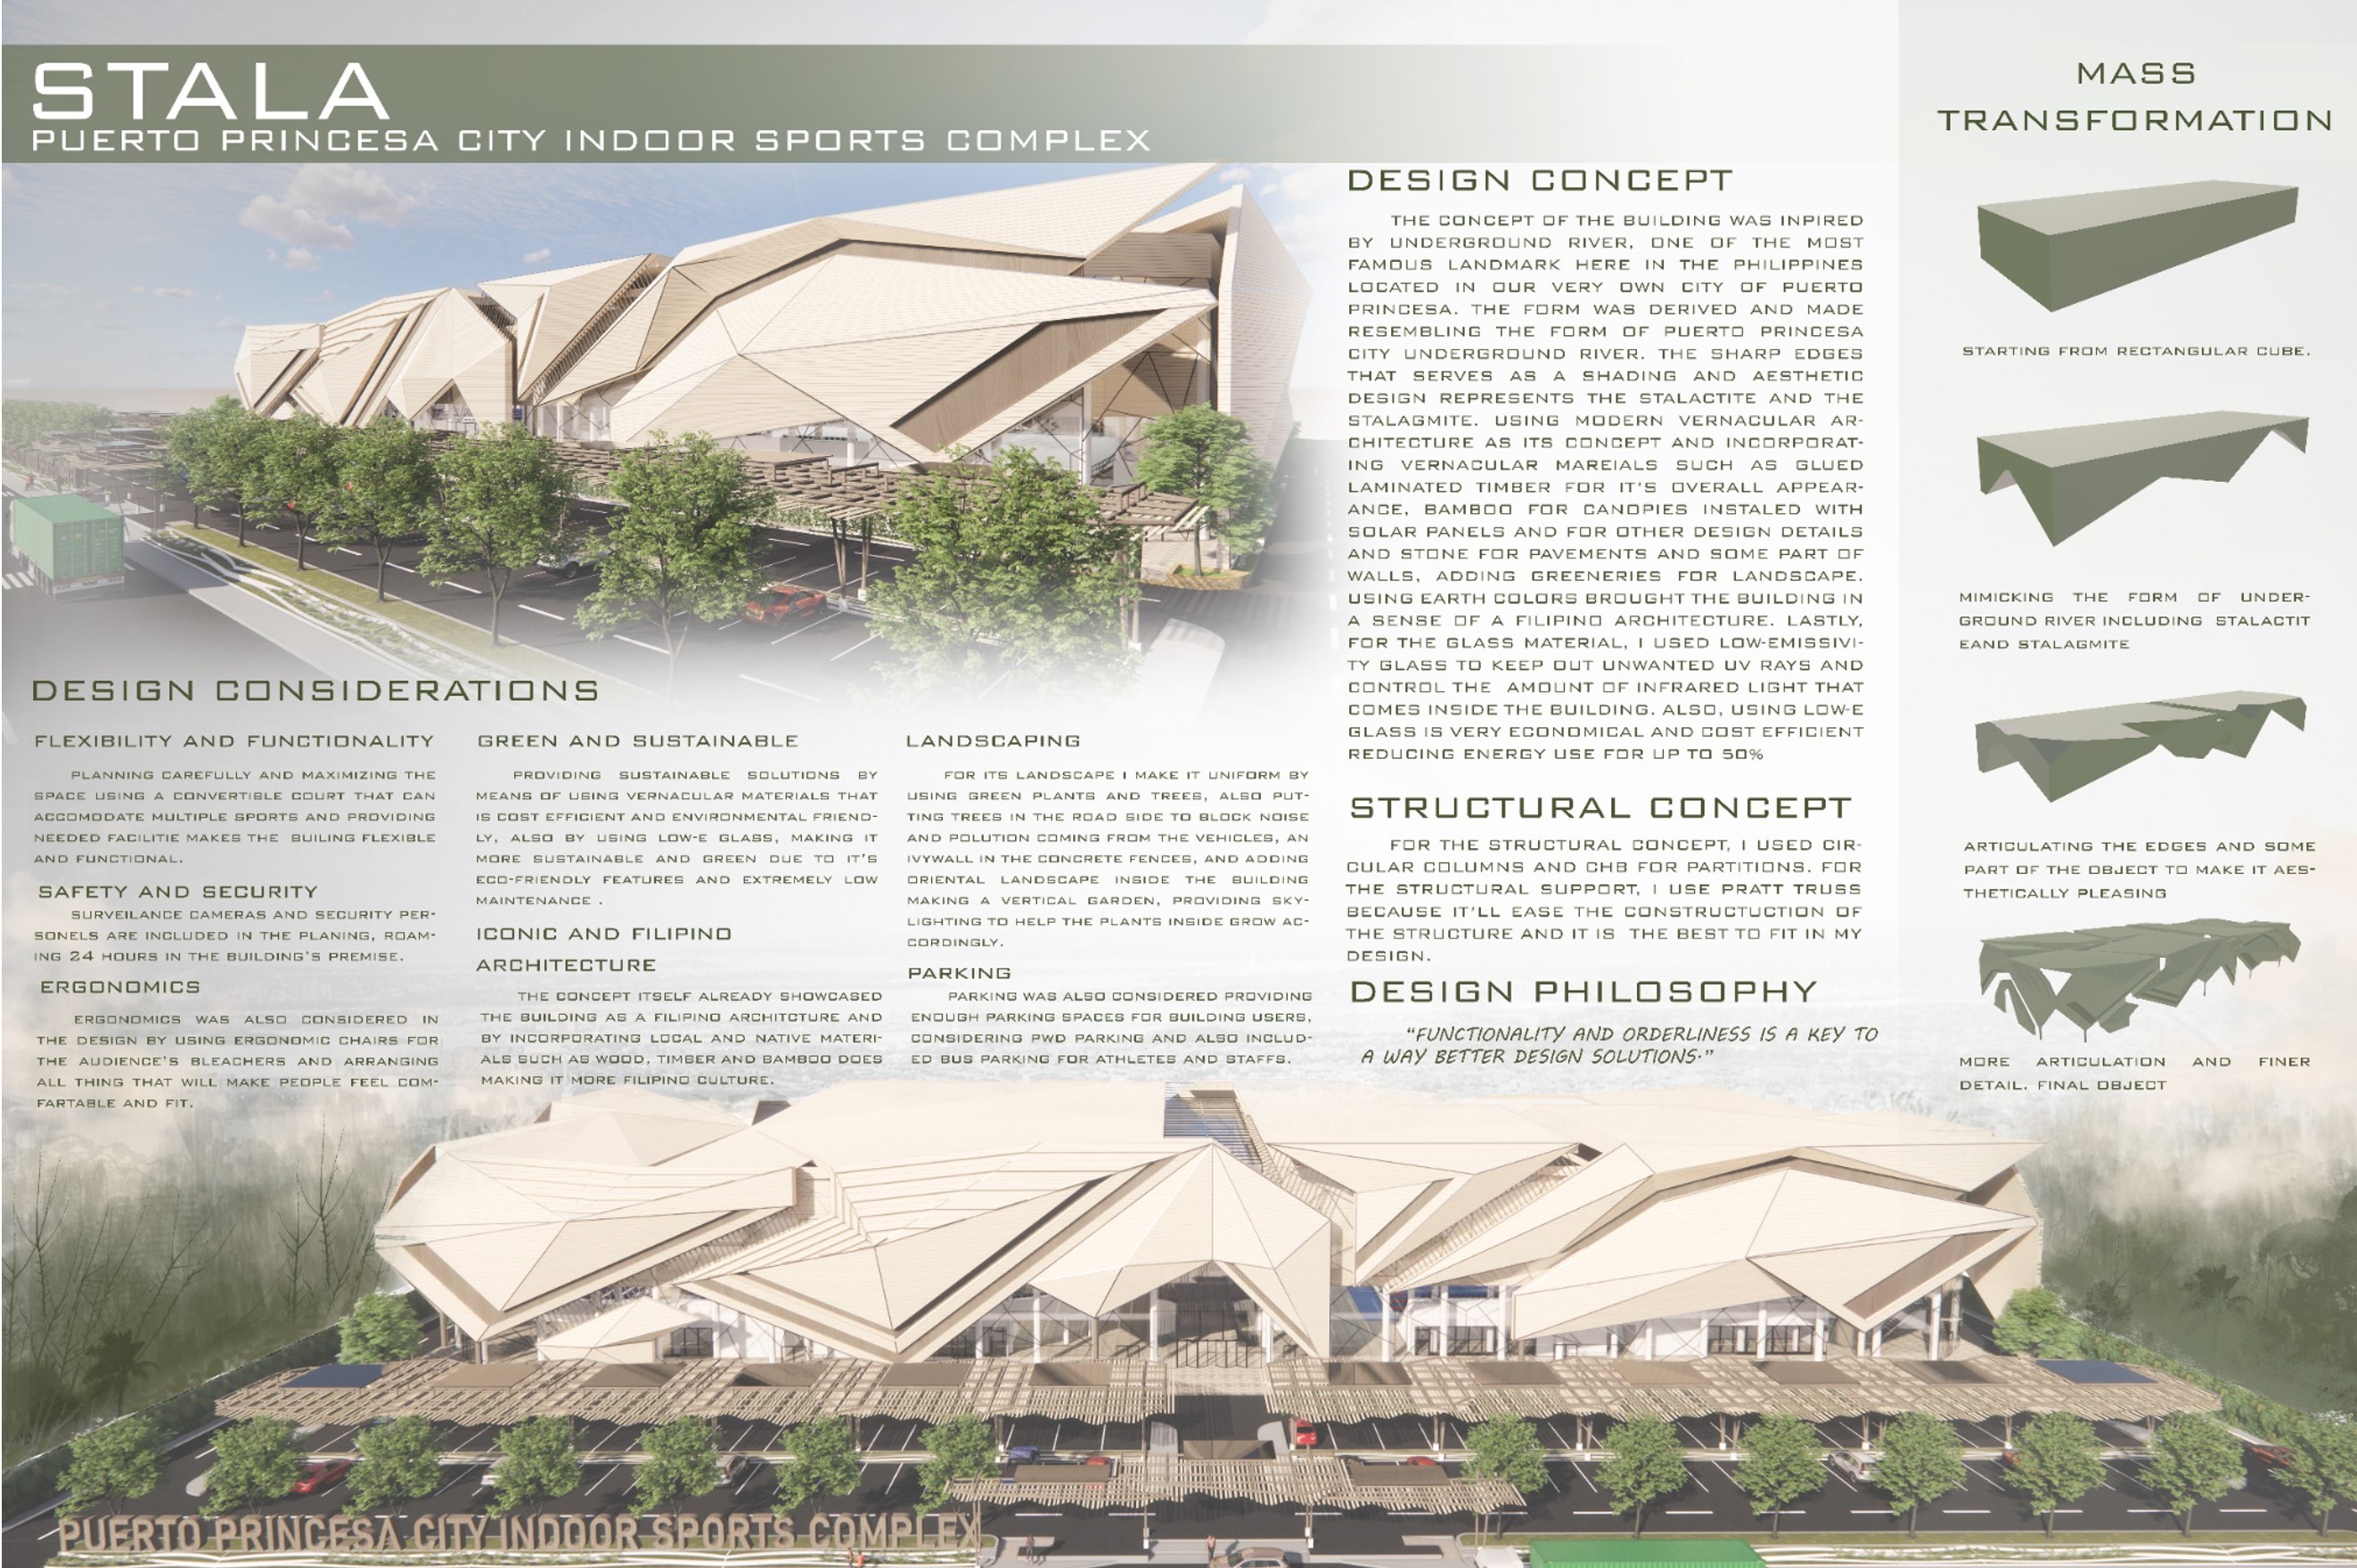 STALA
PUERTO PRINCESA CITY INDOOR SPORTS COMPLEX
DESIGN CONCEPT
THE CONCEPT OF THE BUILDING WAS INPIRED
BY UNDERGROUND RIVER, ONE OF THE MOST
FAMOUS LANDMARK HERE IN THE PHILIPPINES
LOCATED IN OUR VERY OWN CITY OF PUERTO
PRINCESA. THE FORM WAS DERIVED AND MADE
RESEMBLING THE FORM OF PUERTO PRINCESA
CITY UNDERGROUND RIVER. THE SHARP EDGES
THAT SERVES AS A SHADING AND AESTHETIC
DESIGN REPRESENTS THE STALACTITE AND THE
STALAGMITE. USING MODERN VERNACULAR AR-
CHITECTURE AS ITS CONCEPT AND INCORPORAT-
ING VERNACULAR MAREIALS SUCH AS GLUED
LAMINATED TIMBER FOR IT'S OVERALL APPEAR-
ANCE, BAMBOO FOR CANOPIES INSTALED WITH
SOLAR PANELS AND FOR OTHER DESIGN DETAILS
AND STONE FOR PAVEMENTS AND SOME PART OF
WALLS, ADDING GREENERIES FOR LANDSCAPE.
USING EARTH COLORS BROUGHT THE BUILDING IN
A SENSE OF A FILIPINO ARCHITECTURE. LASTLY,
FOR THE GLASS MATERIAL, I USED LOW-EMISSIVI-
TY GLASS TO KEEP OUT UNWANTED UV RAYS AND
CONTROL THE AMOUNT OF INFRARED LIGHT THAT
COMES INSIDE THE BUILDING. ALSO, USING LOW-E
GLASS IS VERY ECONOMICAL AND COST EFFICIENT
REDUCING ENERGY USE FOR UP TO 50%
STRUCTURAL CONCEPT
FOR THE STRUCTURAL CONCEPT, I USED CIR-
CULAR COLUMNS AND CHB FOR PARTITIONS. FOR
THE STRUCTURAL SUPPORT, I USE PRATT TRUSS
BECAUSE IT'LL EASE THE CONSTRUCTUCTION OF
THE STRUCTURE AND IT IS THE BEST TO FIT IN MY
DESIGN.
DESIGN PHILOSOPHY
"FUNCTIONALITY AND ORDERLINESS IS A KEY TO
A WAY BETTER DESIGN SOLUTIONS."
DESIGN CONSIDERATIONS
FLEXIBILITY AND FUNCTIONALITY
PLANNING CAREFULLY AND MAXIMIZING THE
SPACE USING A CONVERTIBLE COURT THAT CAN
ACCOMODATE MULTIPLE SPORTS AND PROVIDING
NEEDED FACILITIE MAKES THE BUILING FLEXIBLE
AND FUNCTIONAL.
SAFETY AND SECURITY
SURVEILANCE CAMERAS AND SECURITY PER-
SONELS ARE INCLUDED IN THE PLANING, ROAM-
ING 24 HOURS IN THE BUILDING'S PREMISE.
ERGONOMICS
ERGONOMICS WAS ALSO CONSIDERED IN
THE DESIGN BY USING ERGONOMIC CHAIRS FOR
THE AUDIENCE'S BLEACHERS AND ARRANGING
ALL THING THAT WILL MAKE PEOPLE FEEL COM-
FARTABLE AND FIT.
GREEN AND SUSTAINABLE
PROVIDING SUSTAINABLE SOLUTIONS BY
MEANS OF USING VERNACULAR MATERIALS THAT
IS COST EFFICIENT AND ENVIRONMENTAL FRIEND-
LY, ALSO BY USING LOW-E GLASS, MAKING IT
MORE SUSTAINABLE AND GREEN DUE TO IT'S
ECO-FRIENDLY FEATURES AND EXTREMELY LOW
MAINTENANCE .
ICONIC AND FILIPINO
ARCHITECTURE
THE CONCEPT ITSELF ALREADY SHOWCASED
THE BUILDING AS A FILIPINO ARCHITCTURE AND
BY INCORPORATING LOCAL AND NATIVE MATERI-
ALS SUCH AS WOOD, TIMBER AND BAMBOO DOES
MAKING IT MORE FILIPINO CULTURE.
LANDSCAPING
FOR ITS LANDSCAPE I MAKE IT UNIFORM BY
USING GREEN PLANTS AND TREES, ALSO PUT-
TING TREES IN THE ROAD SIDE TO BLOCK NOISE
AND POLUTION COMING FROM THE VEHICLES, AN
IVYWALL IN THE CONCRETE FENCES, AND ADDING
ORIENTAL LANDSCAPE INSIDE THE BUILDING
MAKING A VERTICAL GARDEN, PROVIDING SKY-
LIGHTING TO HELP THE PLANTS INSIDE GROW AC-
CORDINGLY.
PARKING
PARKING WAS ALSO CONSIDERED PROVIDING
ENOUGH PARKING SPACES FOR BUILDING USERS,
CONSIDERING PWD PARKING AND ALSO INCLUD-
ED BUS PARKING FOR ATHLETES AND STAFFS.
MASS
TRANSFORMATION
STARTING FROM RECTANGULAR CUBE.
MIMICKING THE FORM OF UNDER-
GROUND RIVER INCLUDING STALACTIT
EAND STALAGMITE
ARTICULATING THE EDGES AND SOME
PART OF THE OBJECT TO MAKE IT AES-
THETICALLY PLEASING
MORE ARTICULATION AND FINER
DETAIL. FINAL OBJECT
PUERTO PRINCESA CITY INDOOR SPORTS COMPLEX